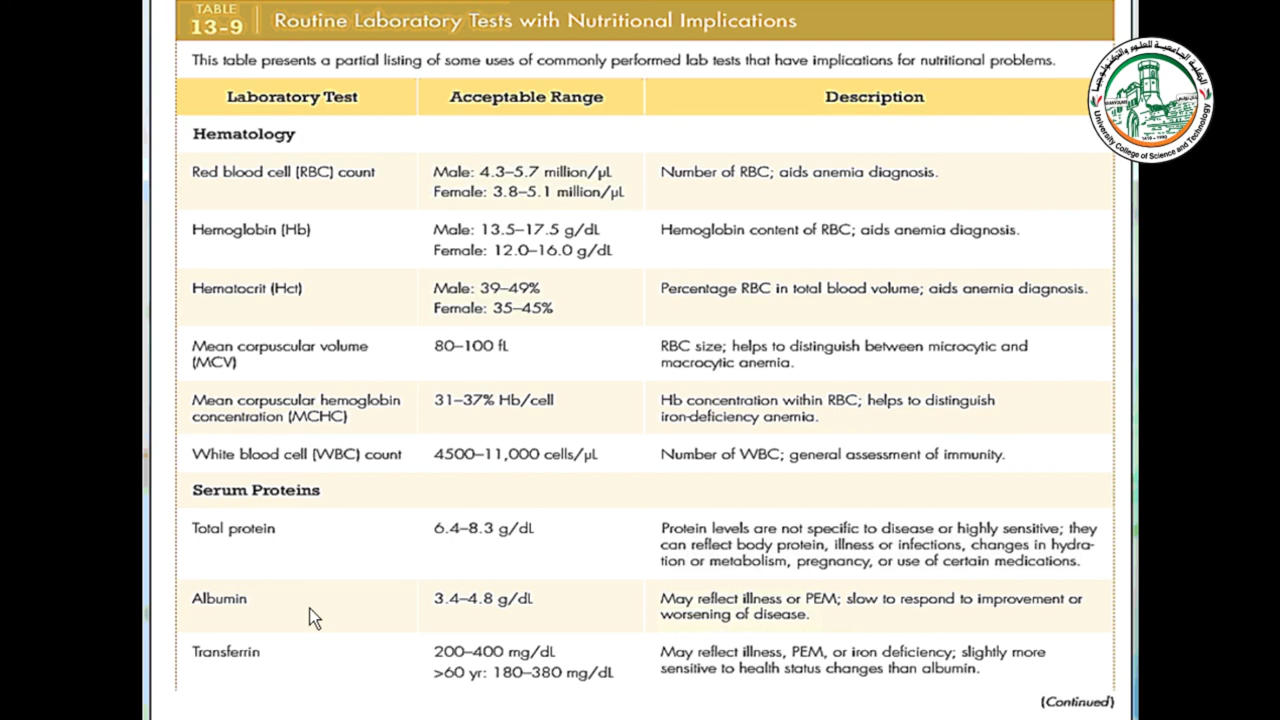 TABLE
13-9
Routine Laboratory Tests with Nutritional Implications
This table presents a partial listing of some uses of commonly performed lab tests that have implications for nutritional problems.
Laboratory Test Acceptable Range Description
Hematology
Red blood cell (RBC) count Male: 4.3–5.7 million/µL Number of RBC; aids anemia diagnosis.
Female: 3.8–5.1 million/µL
Hemoglobin (Hb) Male: 13.5–17.5 g/dL Hemoglobin content of RBC; aids anemia diagnosis.
Female: 12.0–16.0 g/dL
Hematocrit (Hct) Male: 39–49% Percentage RBC in total blood volume; aids anemia diagnosis.
Female: 35–45%
Mean corpuscular volume 80–100 fL RBC size; helps to distinguish between microcytic and
(MCV) macrocytic anemia.
Mean corpuscular hemoglobin 31–37% Hb/cell Hb concentration within RBC; helps to distinguish
concentration (MCHC) iron-deficiency anemia.
White blood cell (WBC) count 4500–11,000 cells/µL Number of WBC; general assessment of immunity.
Serum Proteins
Total protein 6.4–8.3 g/dL Protein levels are not specific to disease or highly sensitive; they
can reflect body protein, illness or infections, changes in hydra-
tion or metabolism, pregnancy, or use of certain medications.
Albumin 3.4–4.8 g/dL May reflect illness or PEM; slow to respond to improvement or
worsening of disease.
Transferrin 200–400 mg/dL May reflect illness, PEM, or iron deficiency; slightly more
>60 yr: 180–380 mg/dL sensitive to health status changes than albumin.
(Continued)
الكلية الجامعية للعلوم والتكنولوجيا
University College of Science and Technology